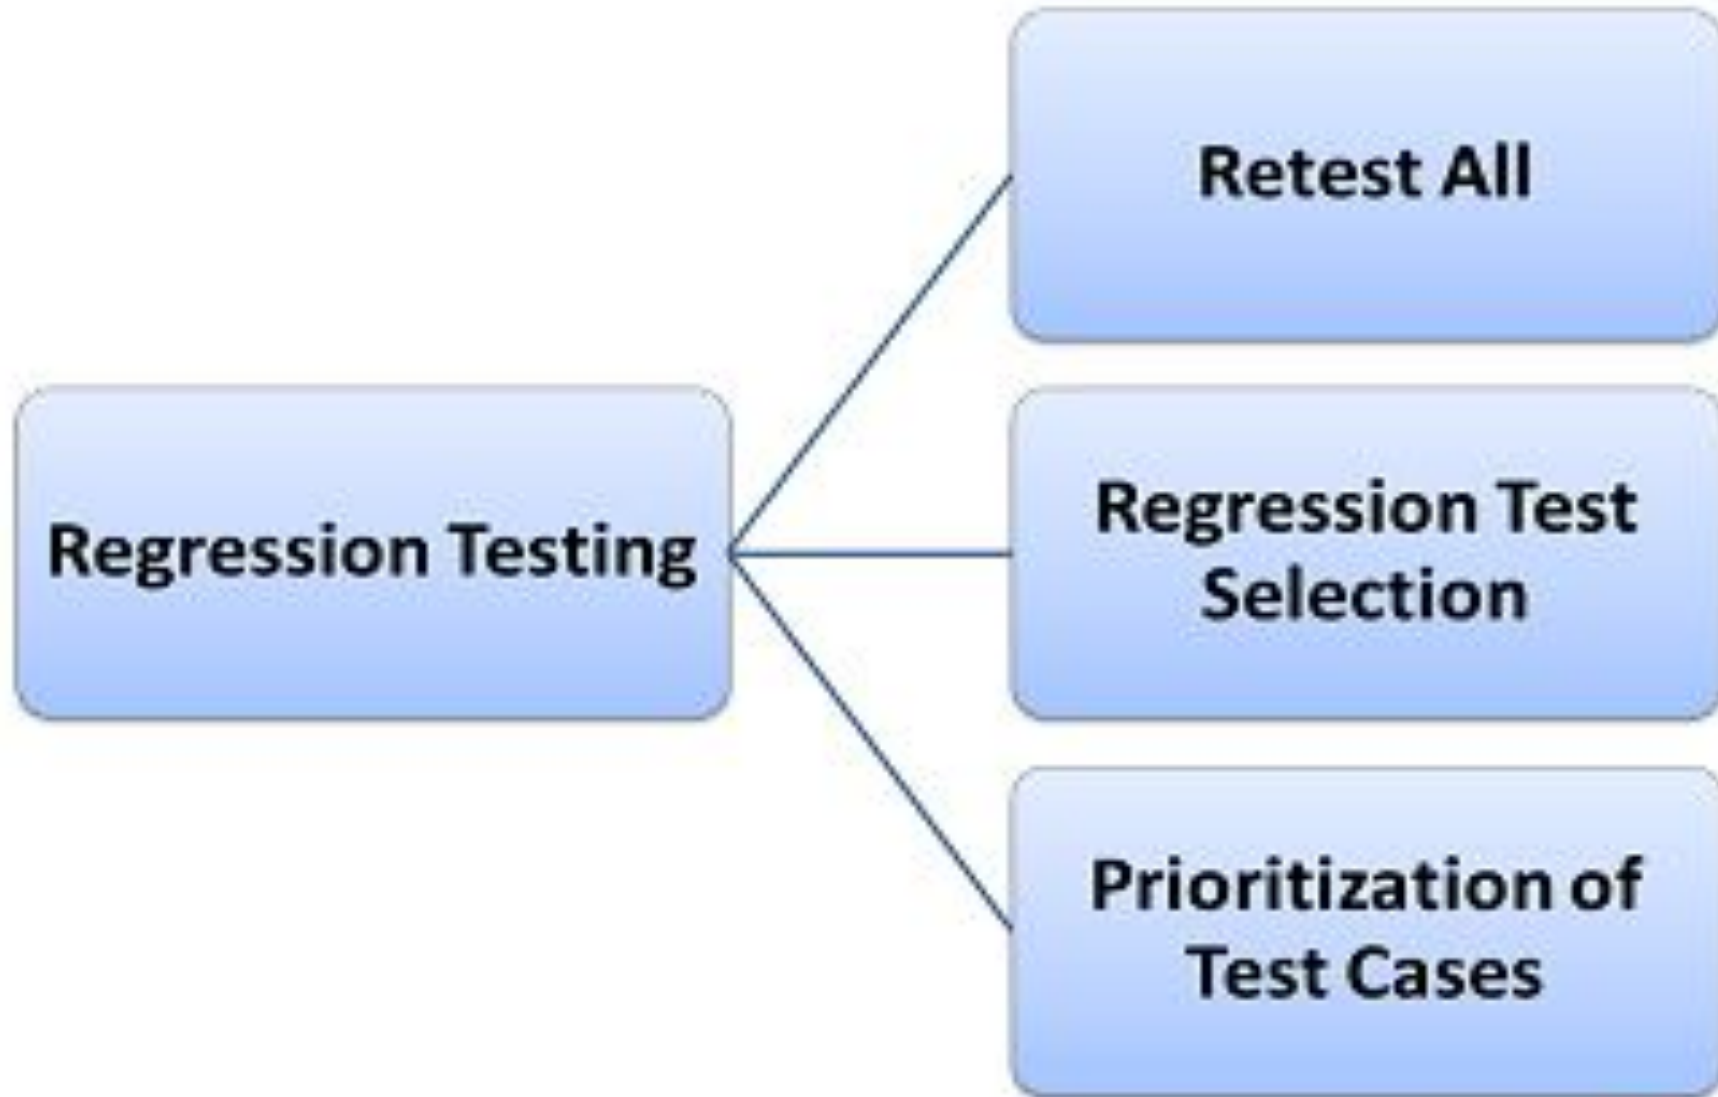 Retest All
Regression Testing
Regression Test
Selection
Prioritization of
Test Cases